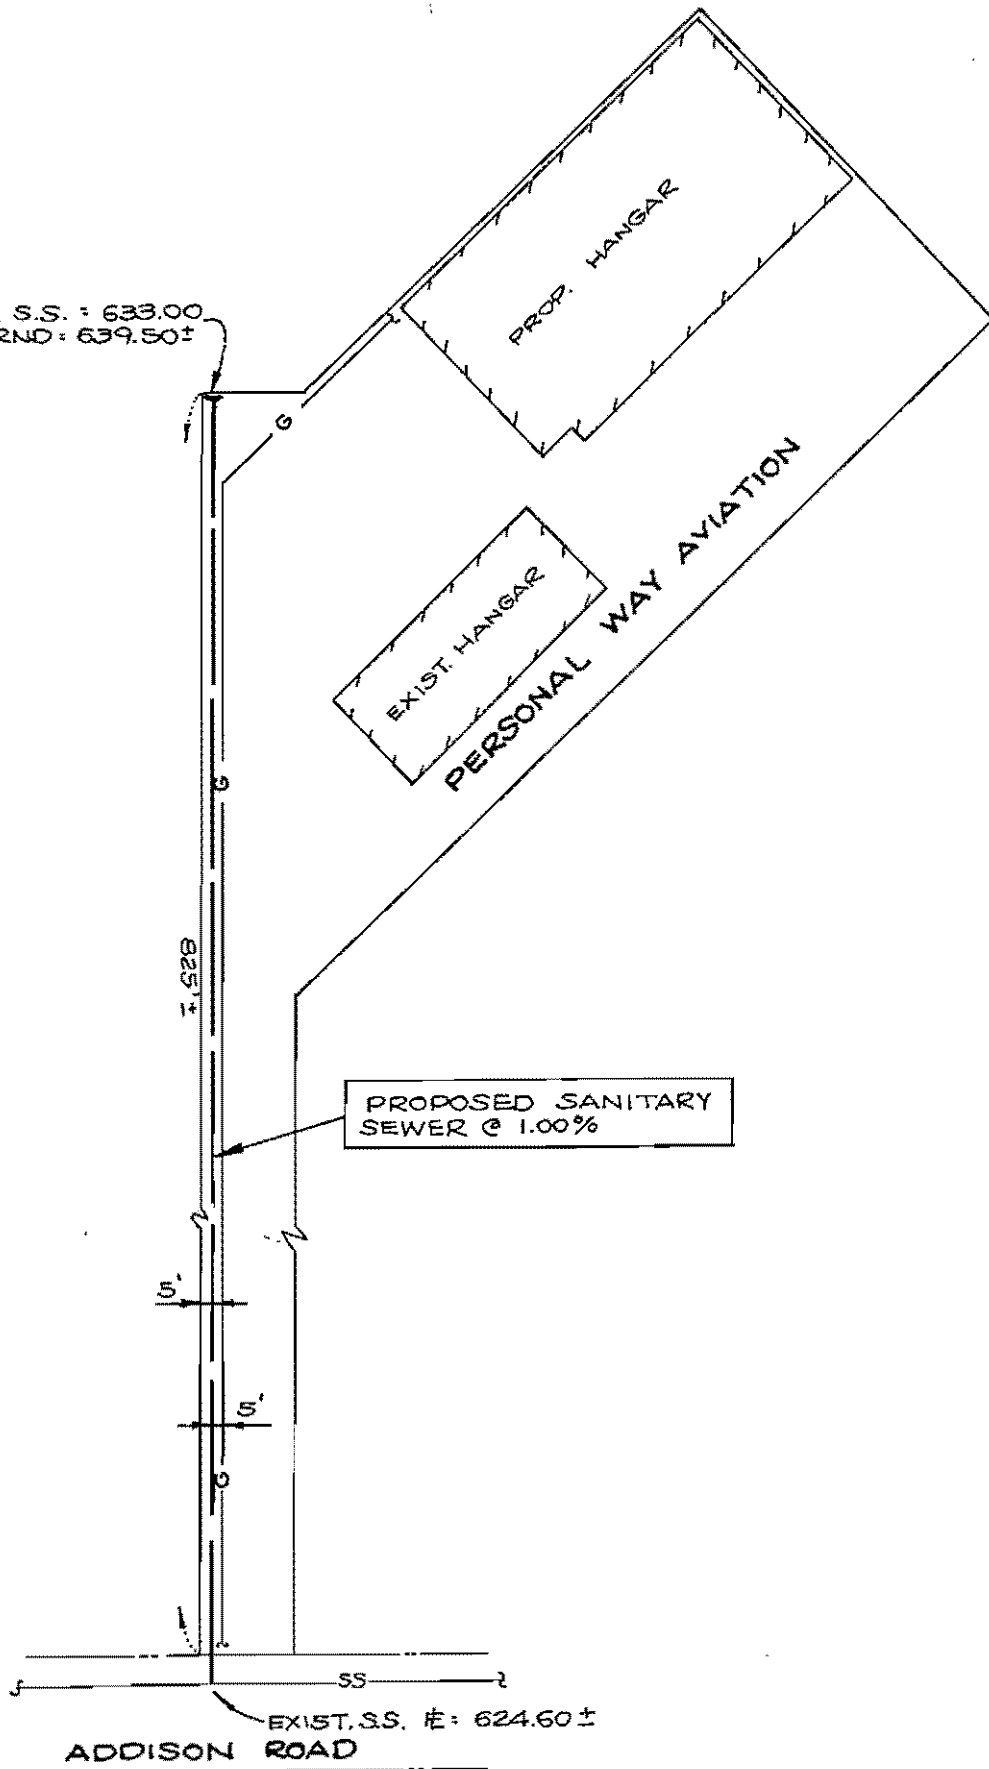 S.S. : 633.00
RND : 639.50±
PROP. HANGAR
G
EXIST. HANGAR
PERSONAL WAY AVIATION
G
825'±
PROPOSED SANITARY
SEWER @ 1.00%
5'
5'
G
SS
EXIST. S.S. IE : 624.60±
ADDISON ROAD